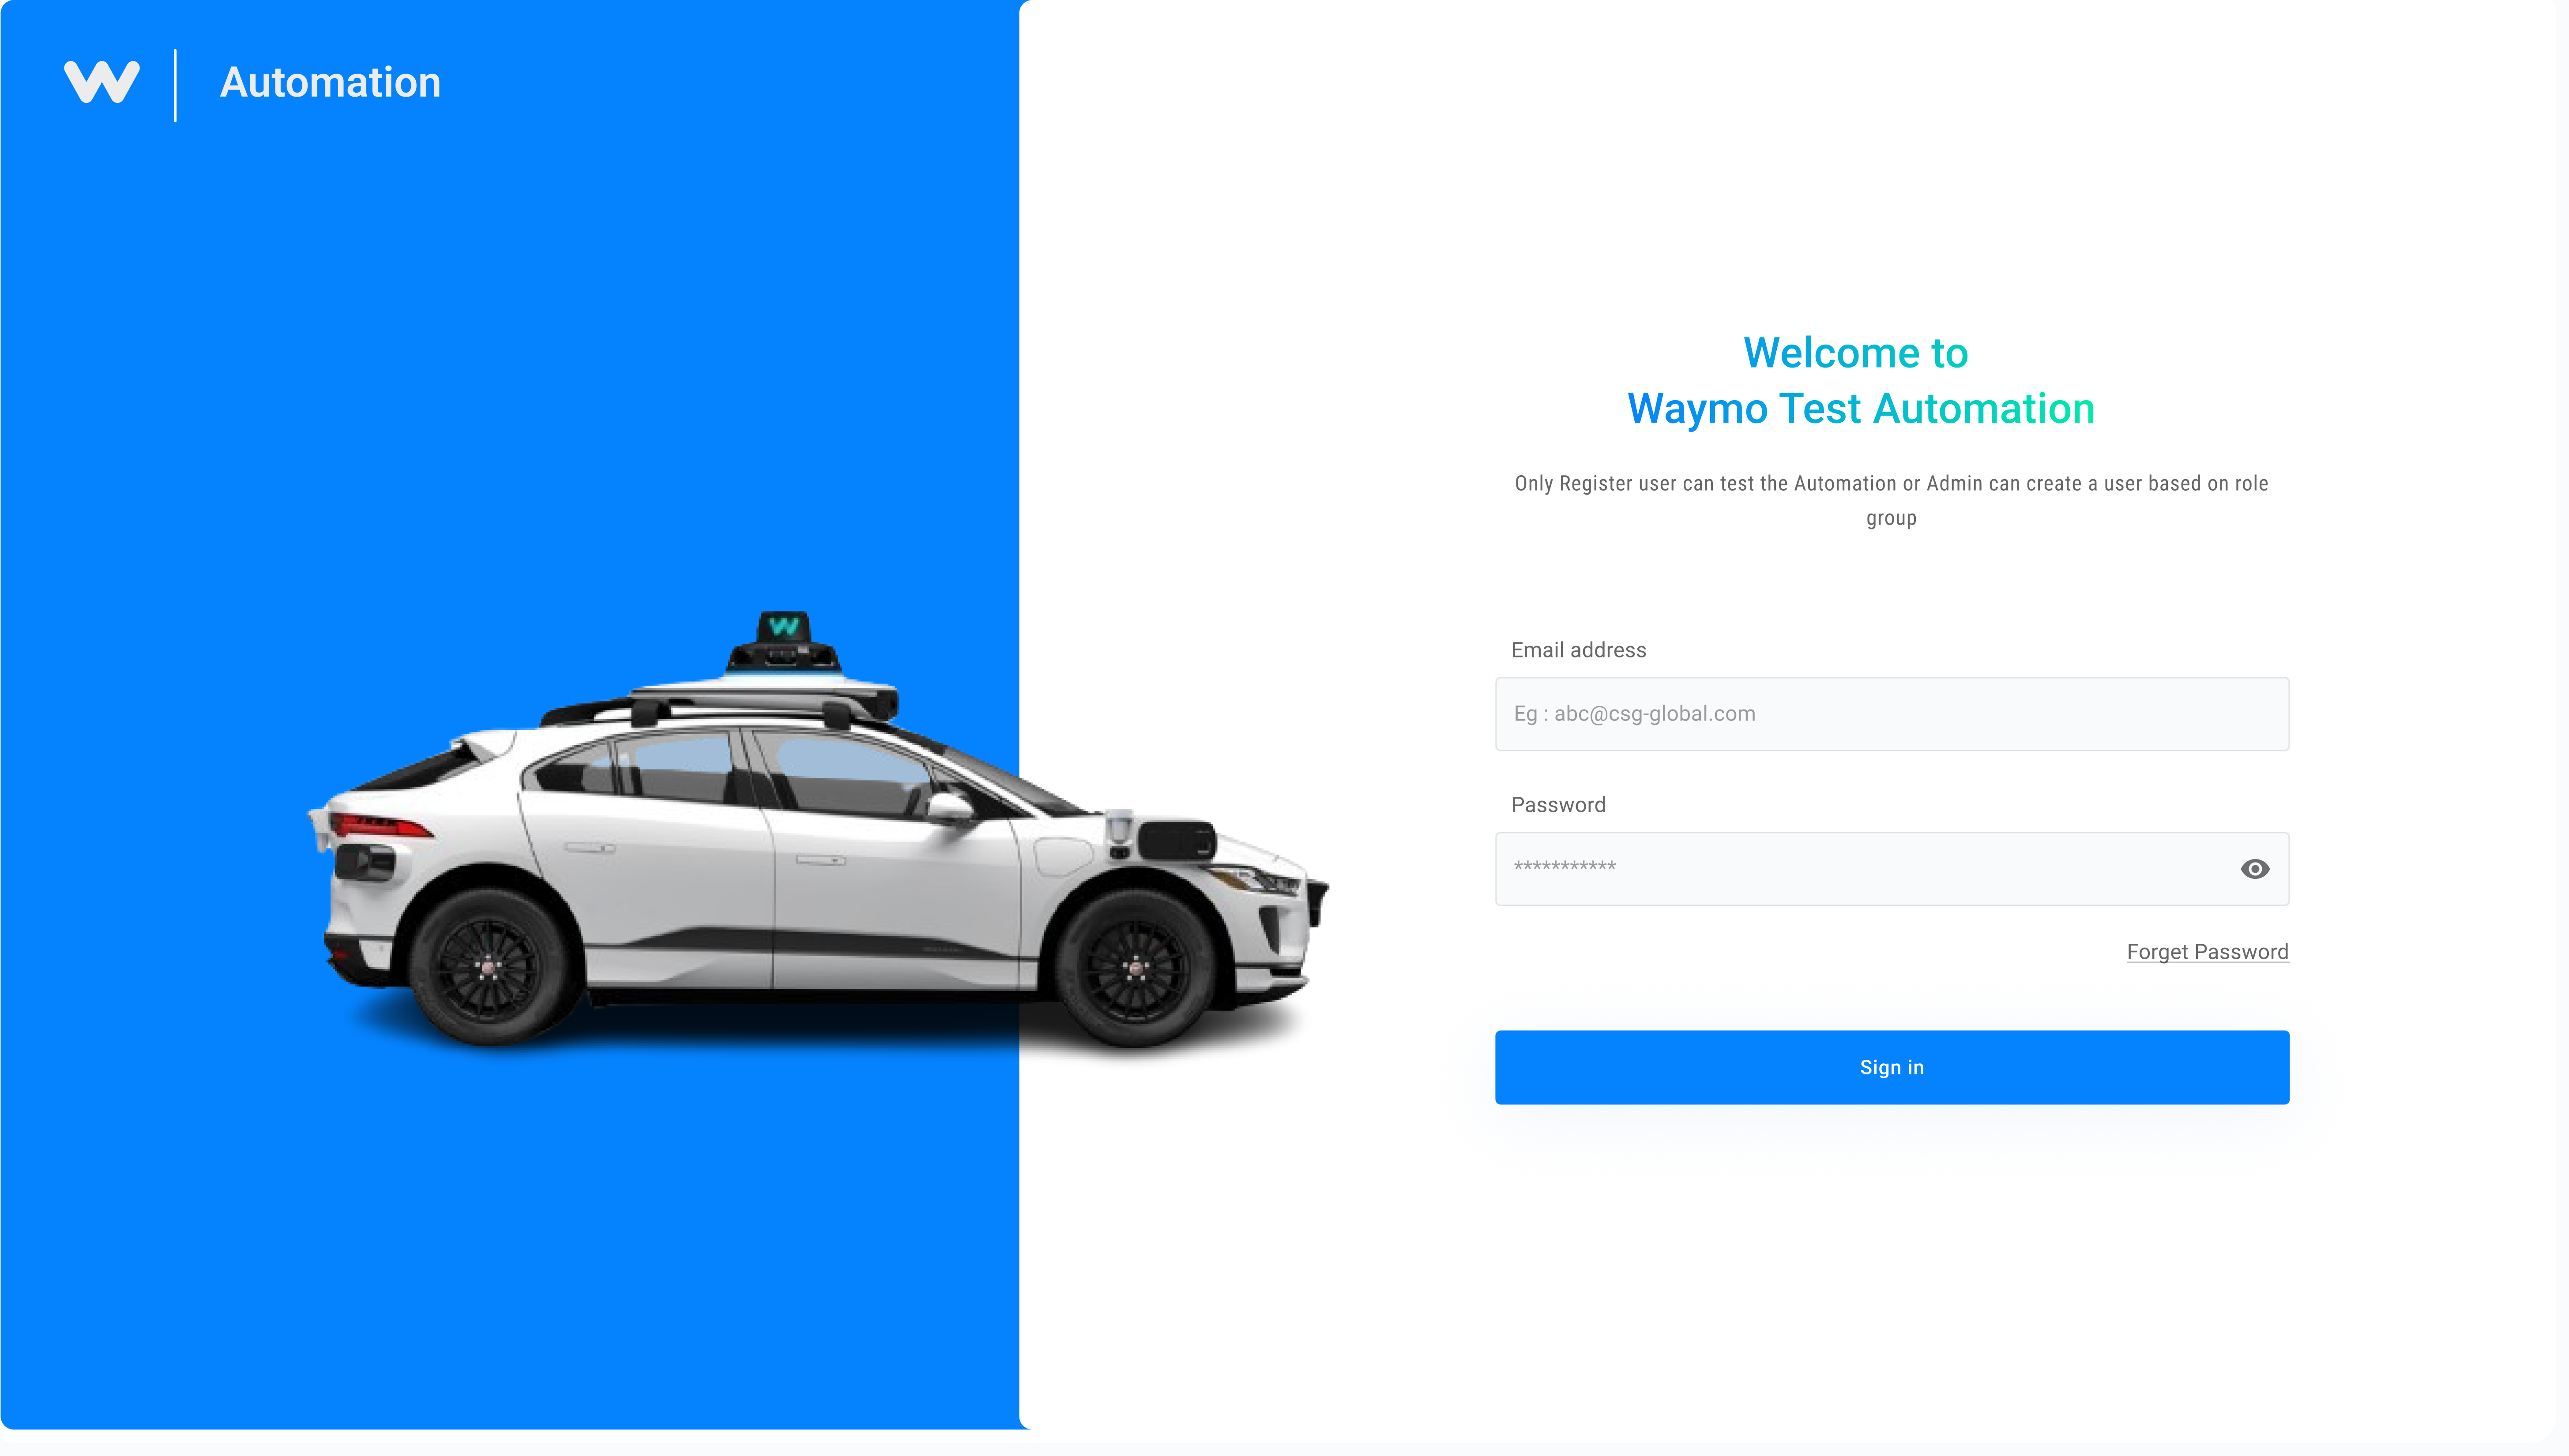 Automation
Welcome to
Waymo Test Automation
Only Register user can test the Automation or Admin can create a user based on role
group
Email address
Eg : abc@csg-global.com
Password
***********
Forget Password
Sign in